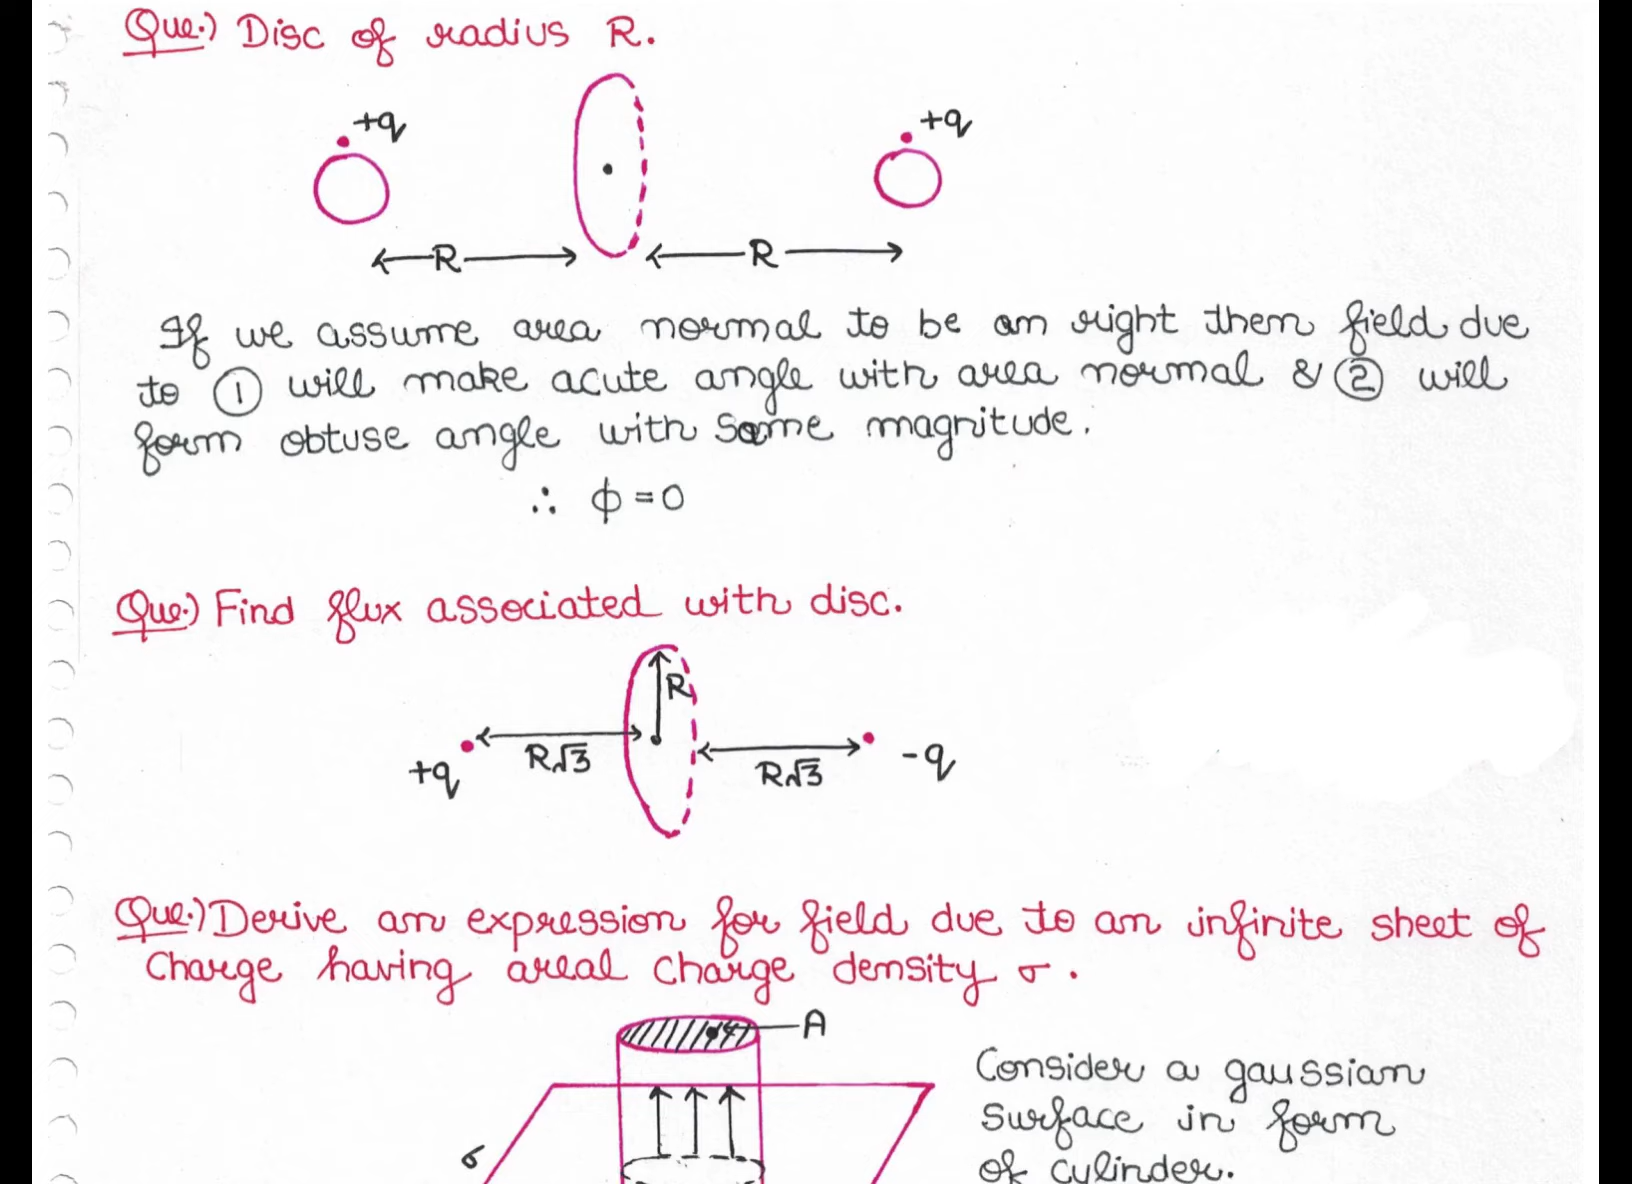 Que.) Disc of radius R.
+q +q
R R
If we assume area normal to be on right then field due
to ① will make acute angle with area normal & ② will
form obtuse angle with same magnitude.
∴ ϕ = 0
Que.) Find flux associated with disc.
R
R√3 R√3
+q -q
Que.) Derive an expression for field due to an infinite sheet of
Charge having areal charge density σ.
A
Consider a gaussian
surface in form
of cylinder.
σ